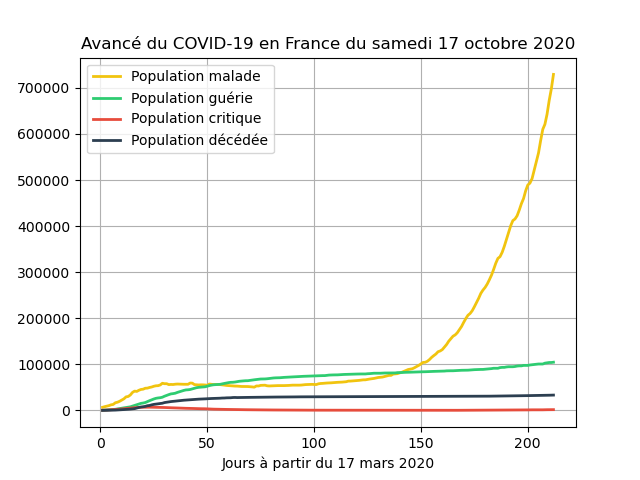 Avancé du COVID-19 en France du samedi 17 octobre 2020
Population malade
Population guérie
Population critique
Population décédée
700000
600000
500000
400000
300000
200000
100000
0
0 50 100 150 200
Jours à partir du 17 mars 2020